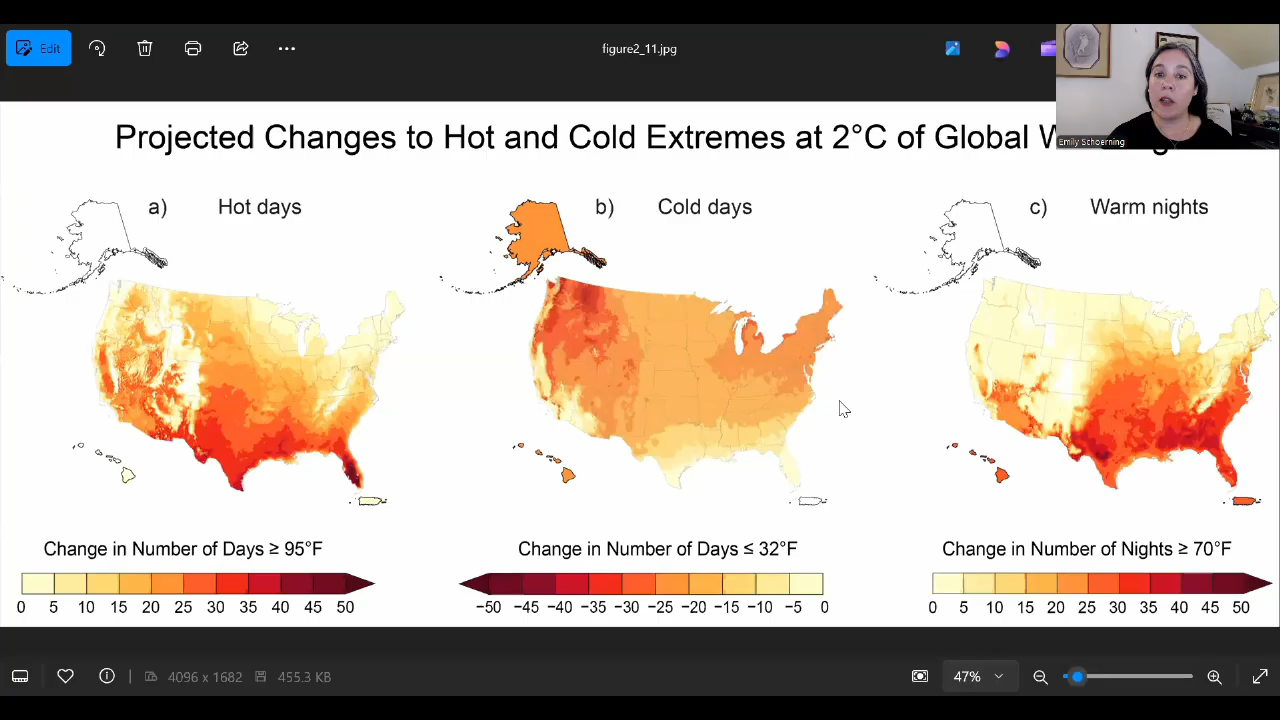 Edit
figure2_11.jpg
Emily Schoerning
Projected Changes to Hot and Cold Extremes at 2°C of Global
a) Hot days
b) Cold days
c) Warm nights
Change in Number of Days ≥ 95°F
0 5 10 15 20 25 30 35 40 45 50
Change in Number of Days ≤ 32°F
−50 −45 −40 −35 −30 −25 −20 −15 −10 −5 0
Change in Number of Nights ≥ 70°F
0 5 10 15 20 25 30 35 40 45 50
4096 x 1682
455.3 KB
47%